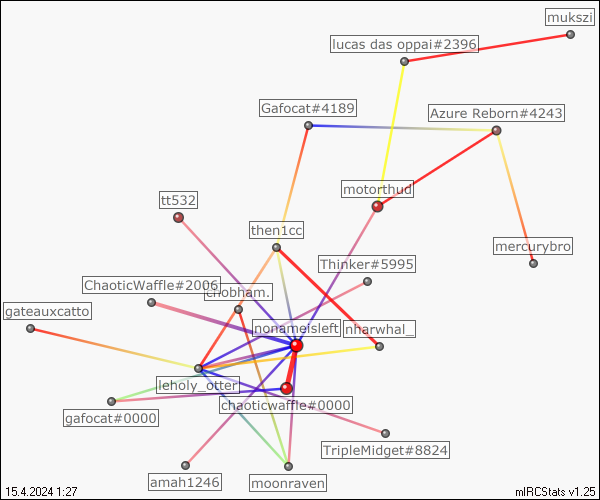 mukszi
lucas das oppai#2396
Gafocat#4189
Azure Reborn#4243
motorthud
tt532
then1cc
mercurybro
Thinker#5995
ChaoticWaffle#2006
chobham.
gateauxcatto
nonameisleft
nharwhal_
leholy_otter
chaoticwaffle#0000
gafocat#0000
TripleMidget#8824
amah1246
moonraven
15.4.2024 1:27
mIRCStats v1.25